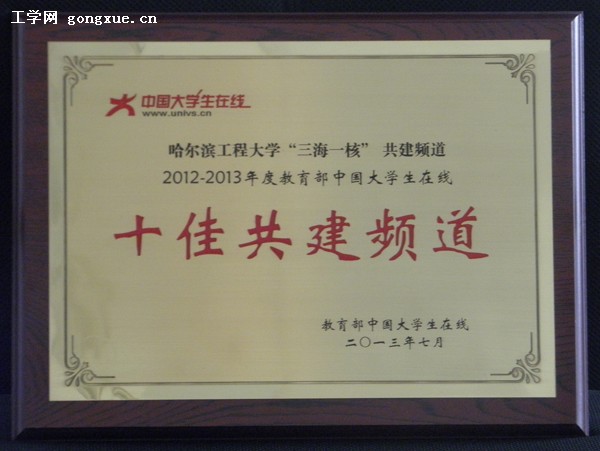 工学网 gongxue.cn
中国大学生在线
www.univs.cn
哈尔滨工程大学“三海一核” 共建频道
2012-2013年度教育部中国大学生在线
十佳共建频道
教育部中国大学生在线
二〇一三年七月